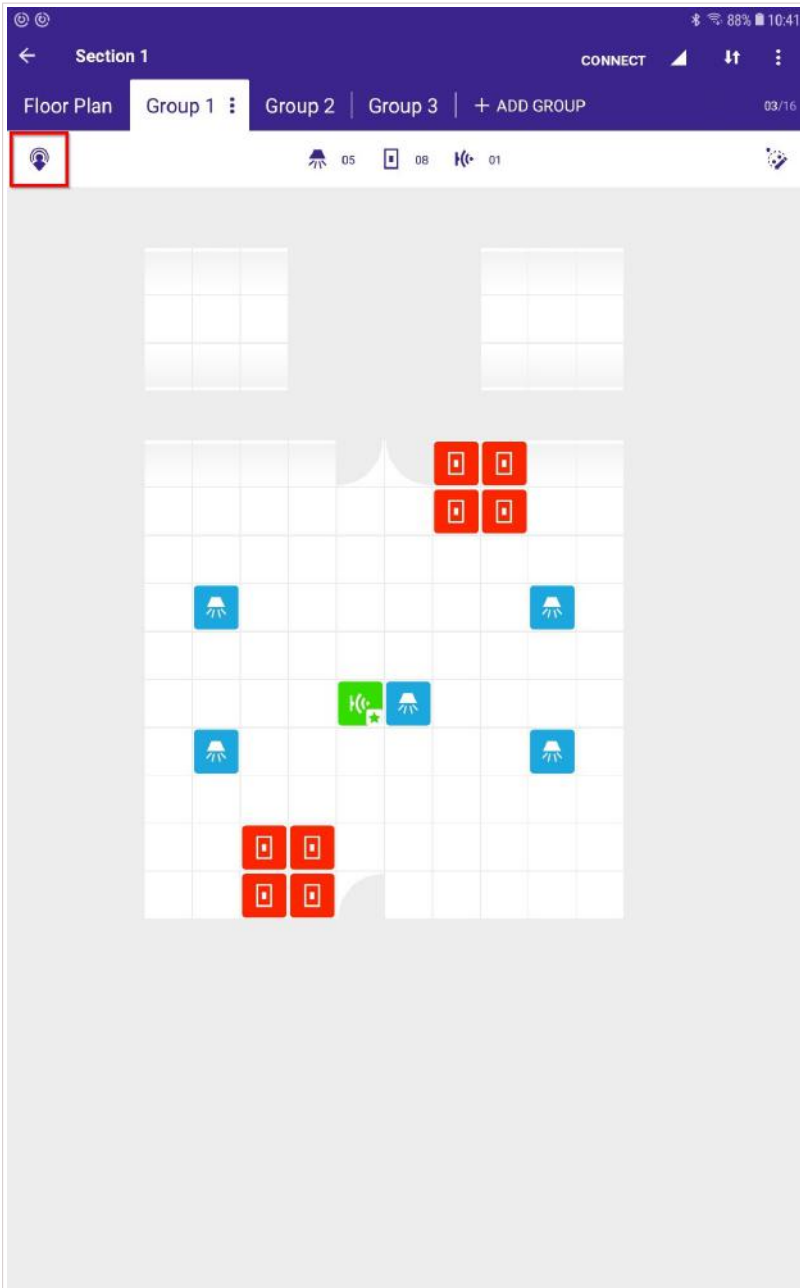 88% 10:41
Section 1 CONNECT
Floor Plan Group 1 Group 2 Group 3 + ADD GROUP 03/16
05 08 01